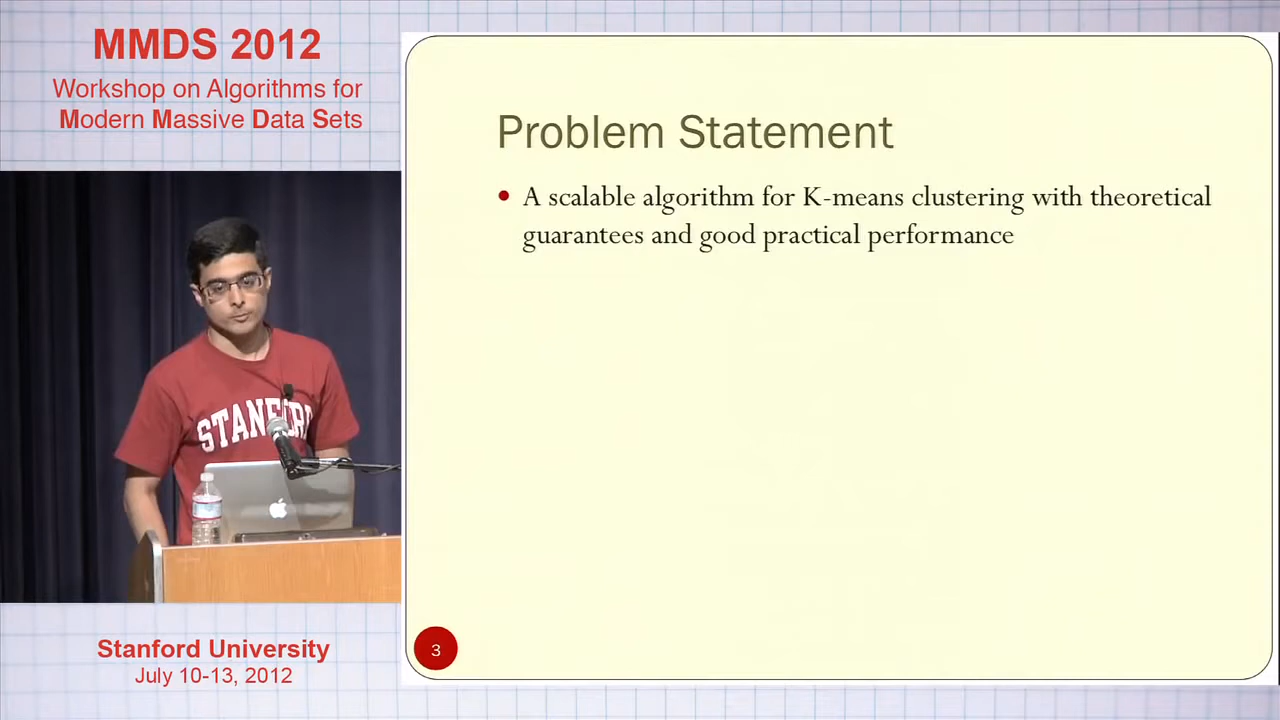 MMDS 2012
Workshop on Algorithms for
Modern Massive Data Sets
STANFORD
Stanford University
July 10-13, 2012
Problem Statement
• A scalable algorithm for K-means clustering with theoretical
guarantees and good practical performance
3